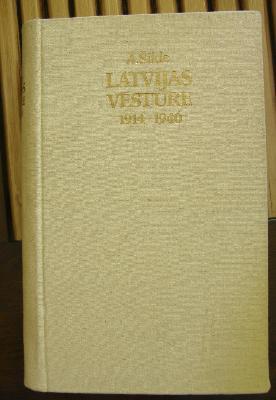 A. Šilde
LATVIJAS
VĒSTURE
1914-1940